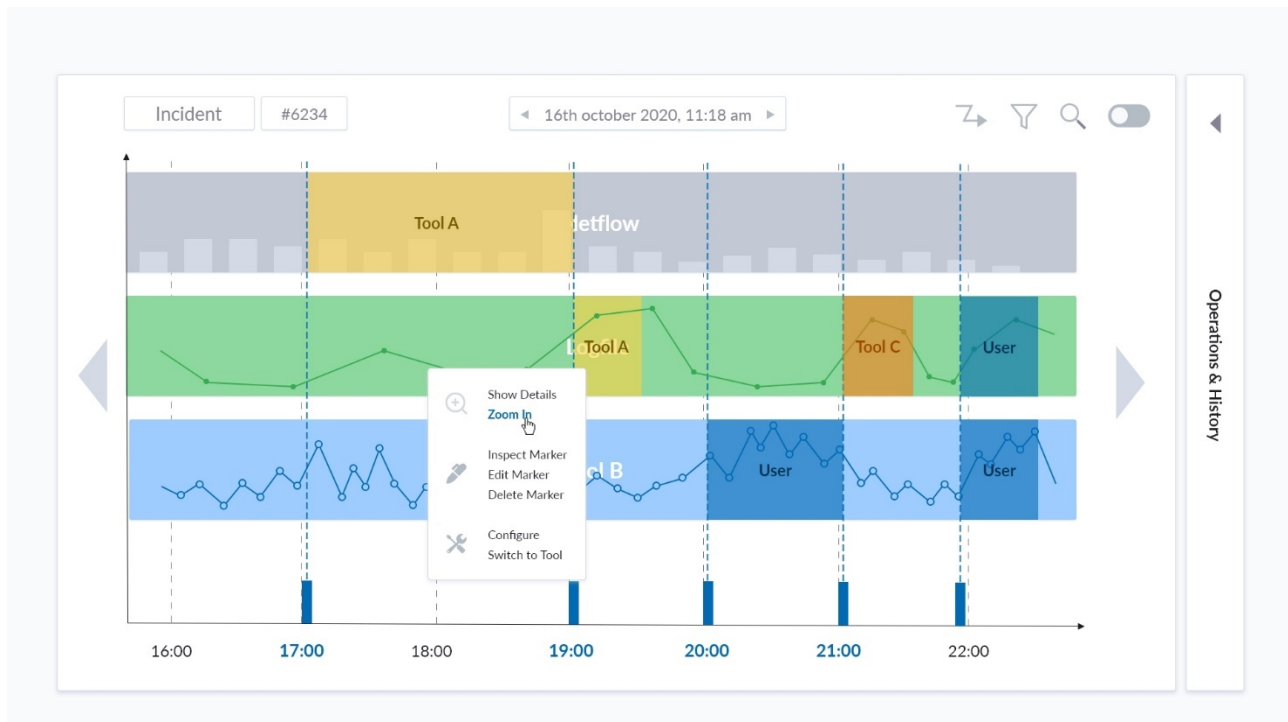 Incident
#6234
16th october 2020, 11:18 am
Tool A
etflow
Tool A
Tool C
User
Show Details
Zoom In
Inspect Marker
Edit Marker
Delete Marker
Configure
Switch to Tool
User
User
16:00
17:00
18:00
19:00
20:00
21:00
22:00
Operations & History